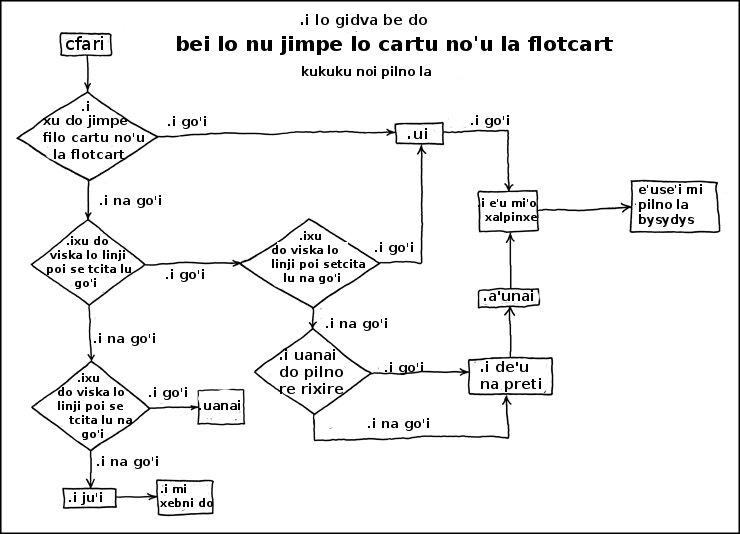 .i lo gidva be do
bei lo nu jimpe lo cartu no'u la flotcart
kukuku noi pilno la
cfari
.i
xu do jimpe
filo cartu no'u
la flotcart
.i go'i
.ui
.i go'i
.i na go'i
.i e'u mi'o
xalpinxe
e'use'i mi
pilno la
bysydys
.ixu do
viska lo linji
poi se tcita lu
go'i
.i go'i
.ixu
do viska lo
linji poi setcita
lu na go'i
.i go'i
.a'unai
.i na go'i
.i na go'i
.i uanai
do pilno
re rixire
.i go'i
.i de'u
na preti
.i na go'i
.ixu
do viska lo
linji poi se
tcita lu na
go'i
.i go'i
.uanai
.i na go'i
.i ju'i
.i mi
xebni do